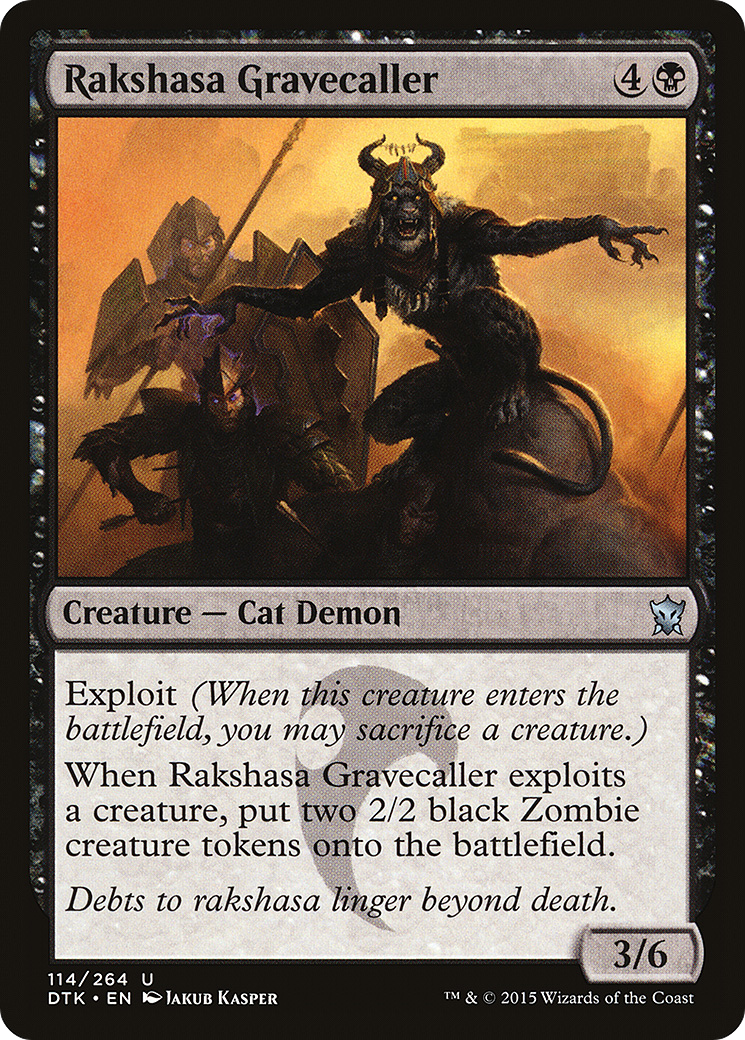 Rakshasa Gravecaller 4
Creature — Cat Demon
Exploit (When this creature enters the
battlefield, you may sacrifice a creature.)
When Rakshasa Gravecaller exploits
a creature, put two 2/2 black Zombie
creature tokens onto the battlefield.
Debts to rakshasa linger beyond death.
3/6
114/264 U
DTK • EN Jakub Kasper
™ & © 2015 Wizards of the Coast